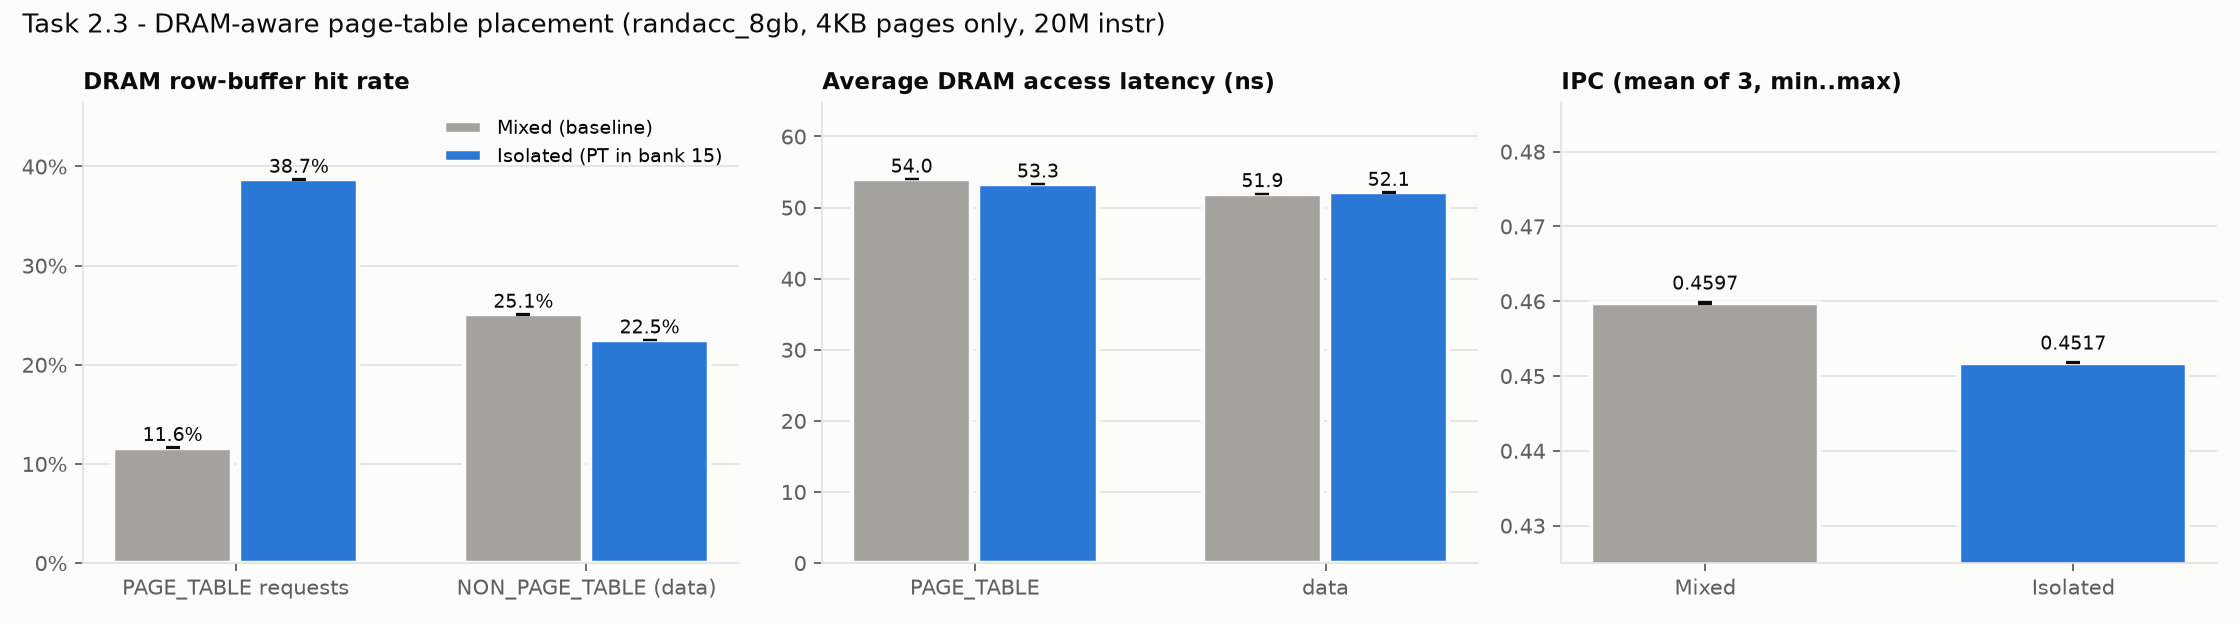 Task 2.3 - DRAM-aware page-table placement (randacc_8gb, 4KB pages only, 20M instr)
DRAM row-buffer hit rate
Mixed (baseline)
Isolated (PT in bank 15)
40%
30%
20%
10%
0%
11.6%
38.7%
25.1%
22.5%
PAGE_TABLE requests
NON_PAGE_TABLE (data)
Average DRAM access latency (ns)
60
50
40
30
20
10
0
54.0
53.3
51.9
52.1
PAGE_TABLE
data
IPC (mean of 3, min..max)
0.48
0.47
0.46
0.45
0.44
0.43
0.4597
0.4517
Mixed
Isolated